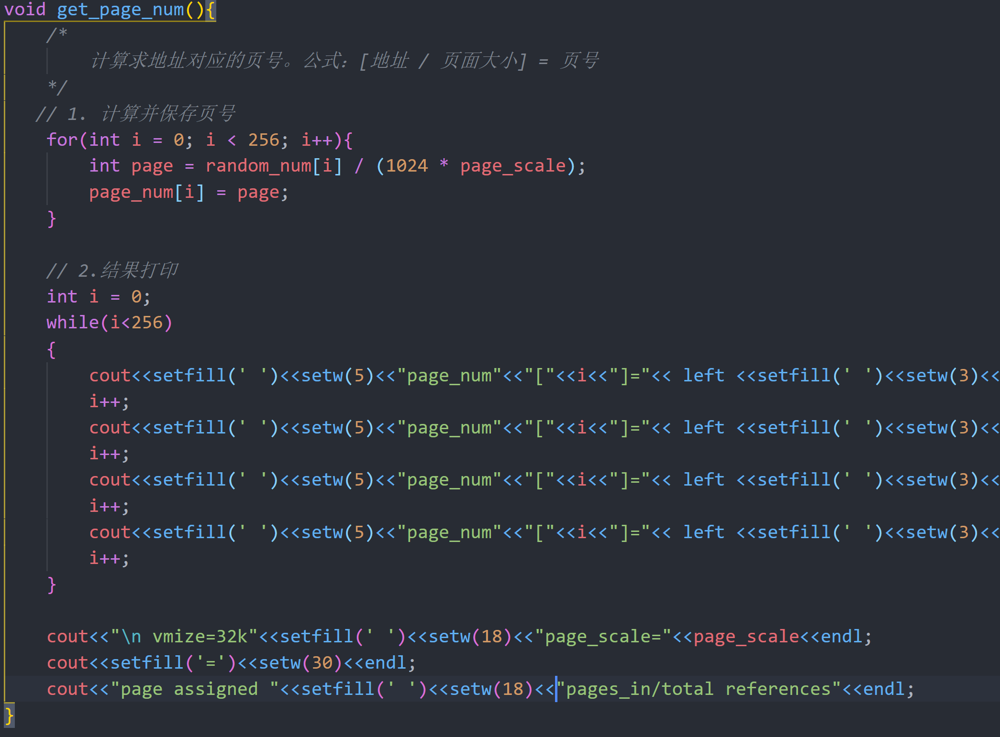 void get_page_num(){
/*
计算求地址对应的页号。公式：[地址 / 页面大小] = 页号
*/
// 1. 计算并保存页号
for(int i = 0; i < 256; i++){
int page = random_num[i] / (1024 * page_scale);
page_num[i] = page;
}
// 2.结果打印
int i = 0;
while(i<256)
{
cout<<setfill(' ')<<setw(5)<<"page_num"<<"["<<i<<"]="<< left <<setfill(' ')<<setw(3)<<
i++;
cout<<setfill(' ')<<setw(5)<<"page_num"<<"["<<i<<"]="<< left <<setfill(' ')<<setw(3)<<
i++;
cout<<setfill(' ')<<setw(5)<<"page_num"<<"["<<i<<"]="<< left <<setfill(' ')<<setw(3)<<
i++;
cout<<setfill(' ')<<setw(5)<<"page_num"<<"["<<i<<"]="<< left <<setfill(' ')<<setw(3)<<
i++;
}
cout<<"\n vmize=32k"<<setfill(' ')<<setw(18)<<"page_scale="<<page_scale<<endl;
cout<<setfill('=')<<setw(30)<<endl;
cout<<"page assigned "<<setfill(' ')<<setw(18)<<"pages_in/total references"<<endl;
}